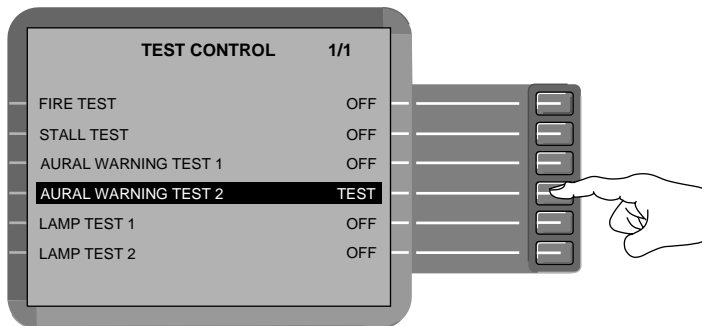 TEST CONTROL 1/1
FIRE TEST OFF
STALL TEST OFF
AURAL WARNING TEST 1 OFF
AURAL WARNING TEST 2 TEST
LAMP TEST 1 OFF
LAMP TEST 2 OFF